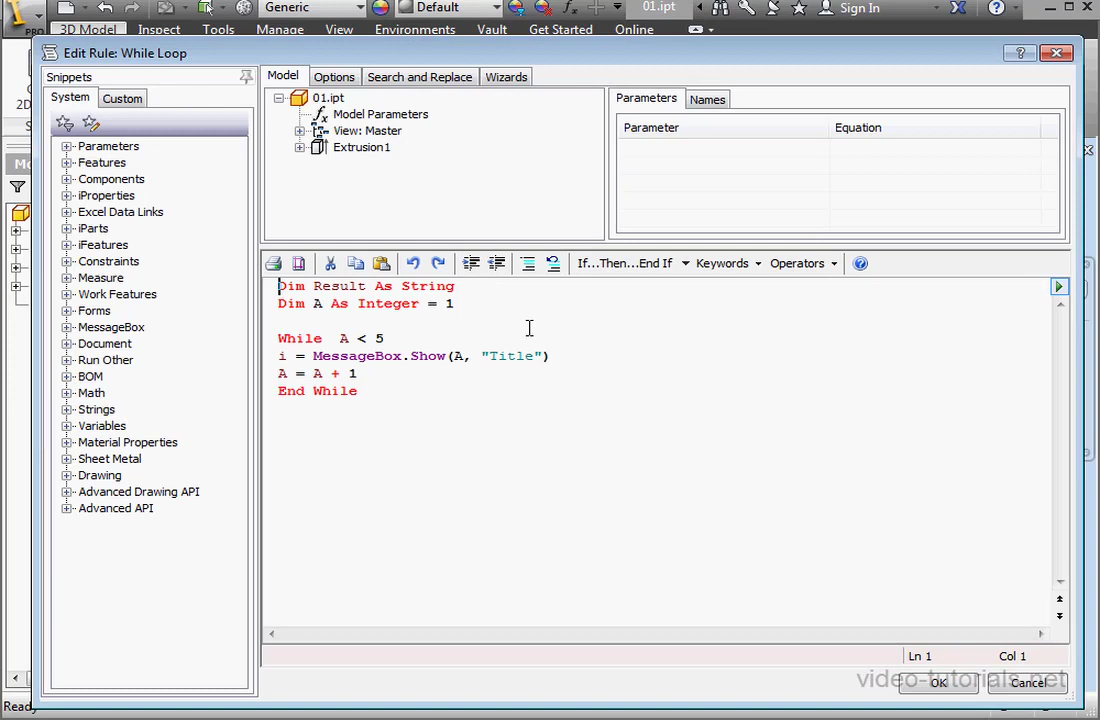 Generic
Default
01.ipt
Sign In
PRO
3D Model
Inspect
Tools
Manage
View
Environments
Vault
Get Started
Online
Edit Rule: While Loop
Snippets
System
Custom
Parameters
Features
Components
iProperties
Excel Data Links
iParts
iFeatures
Constraints
Measure
Work Features
Forms
MessageBox
Document
Run Other
BOM
Math
Strings
Variables
Material Properties
Sheet Metal
Drawing
Advanced Drawing API
Advanced API
Model
Options
Search and Replace
Wizards
01.ipt
Model Parameters
View: Master
Extrusion1
Parameters
Names
Parameter
Equation
If...Then...End If
Keywords
Operators
Dim Result As String
Dim A As Integer = 1
While  A < 5
i = MessageBox.Show(A, "Title")
A = A + 1
End While
Ln 1
Col 1
OK
Cancel
video-tutorials.net
Ready